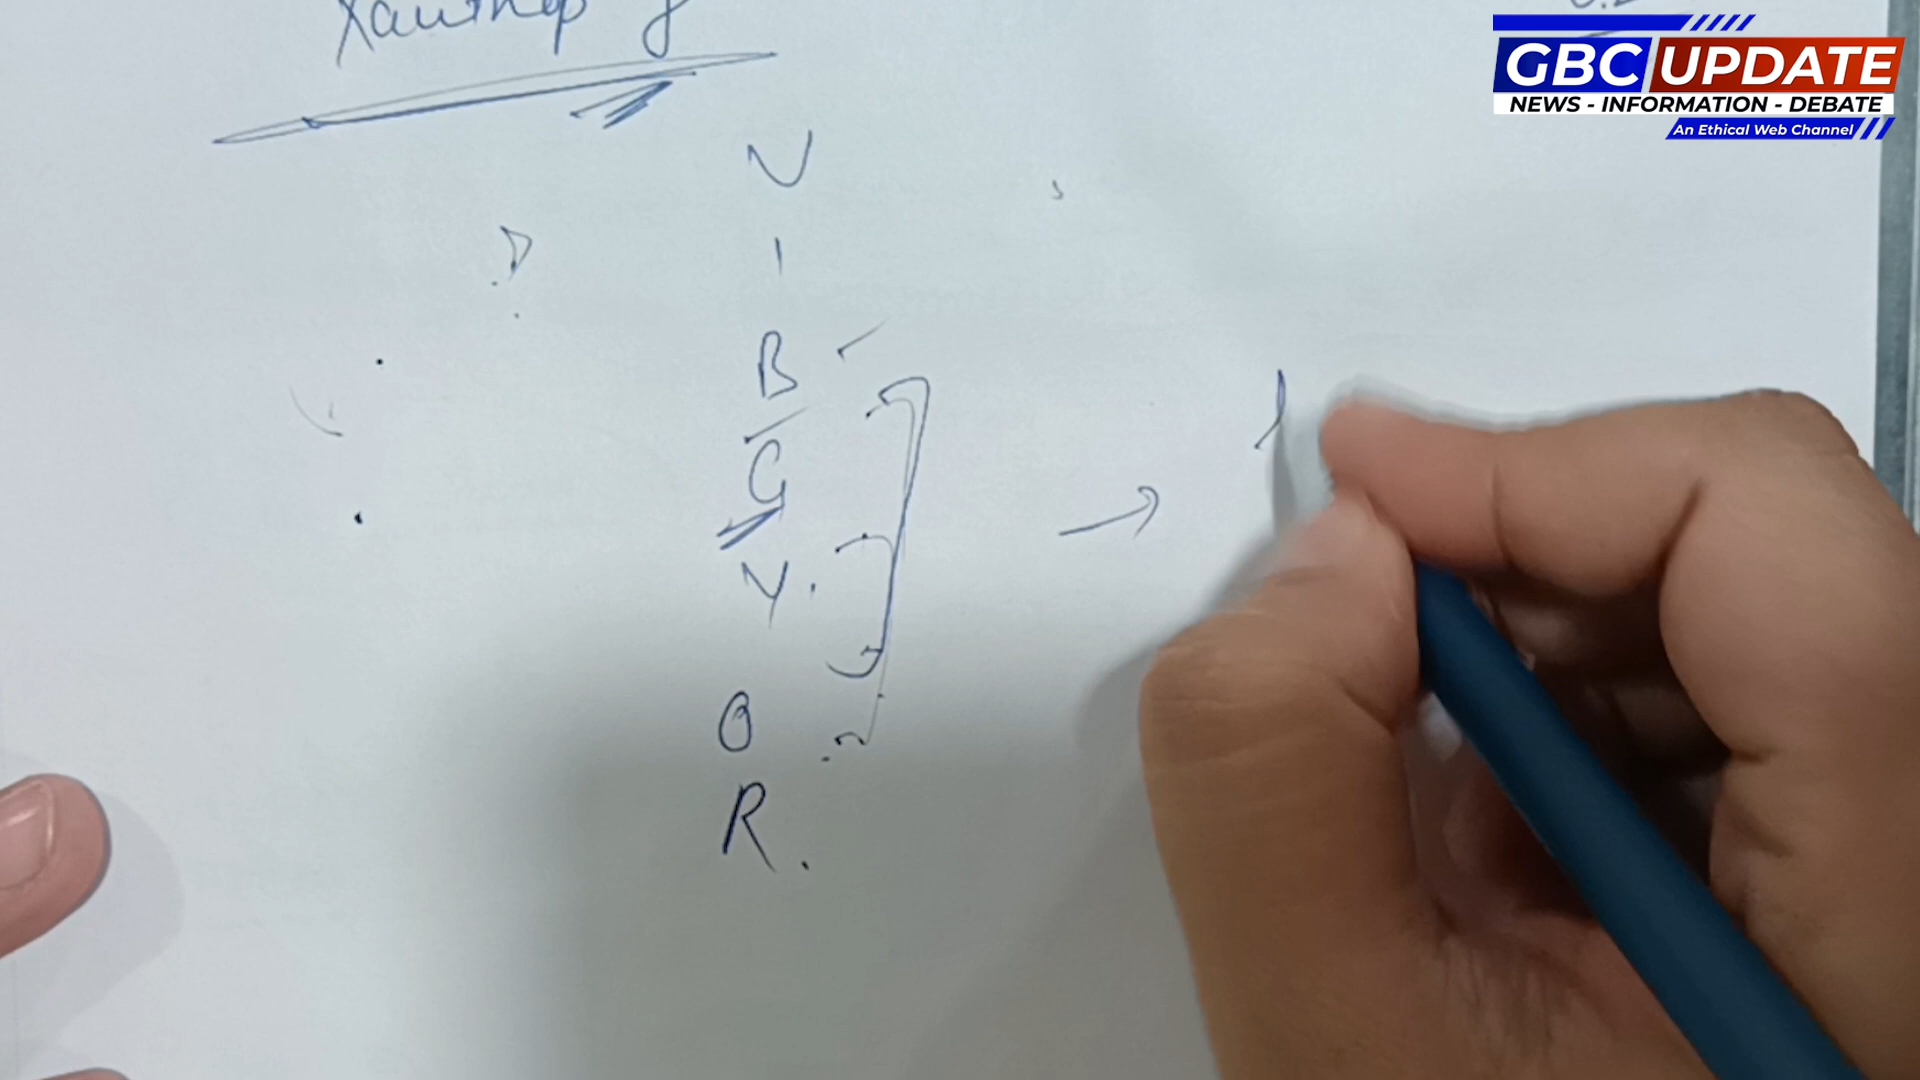 GBC UPDATE
NEWS - INFORMATION - DEBATE
An Ethical Web Channel
V
I
B
G
Y
O
R